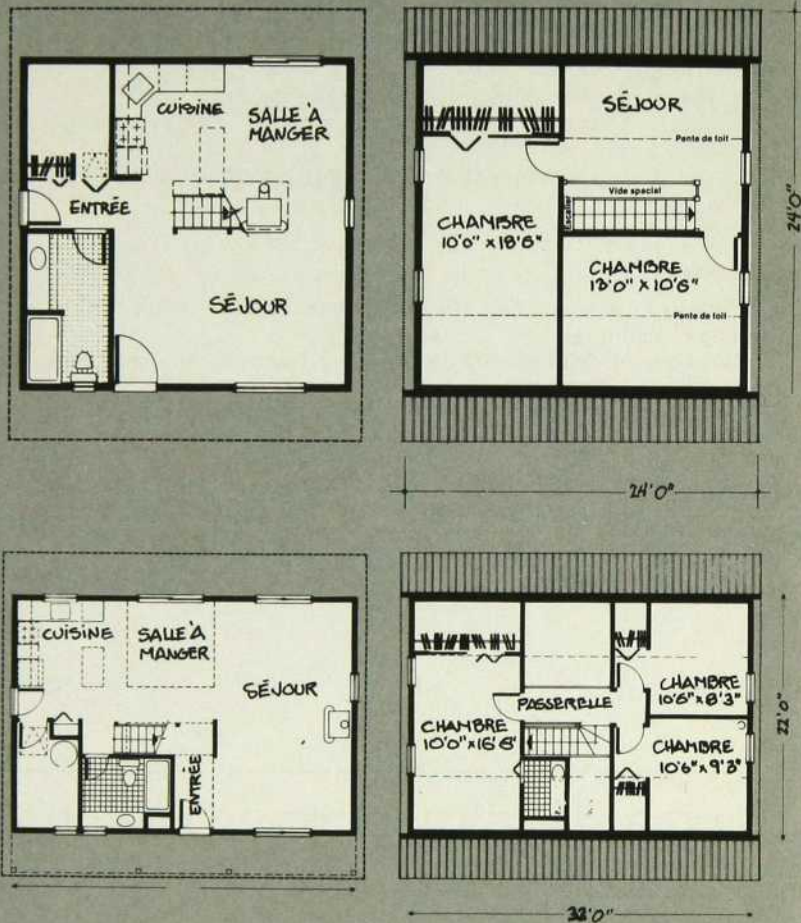 CUISINE
SALLE À
MANGER
ENTRÉE
SÉJOUR
SÉJOUR
Pente de toit
Vide spacial
Escalier
CHAMBRE
10'0" x 18'6"
CHAMBRE
13'0" x 10'6"
Pente de toit
24'0"
24'0"
CUISINE
SALLE À
MANGER
SÉJOUR
ENTRÉE
CHAMBRE
10'6" x 8'3"
PASSERELLE
CHAMBRE
10'0" x 16'6"
CHAMBRE
10'6" x 9'3"
22'0"
32'0"